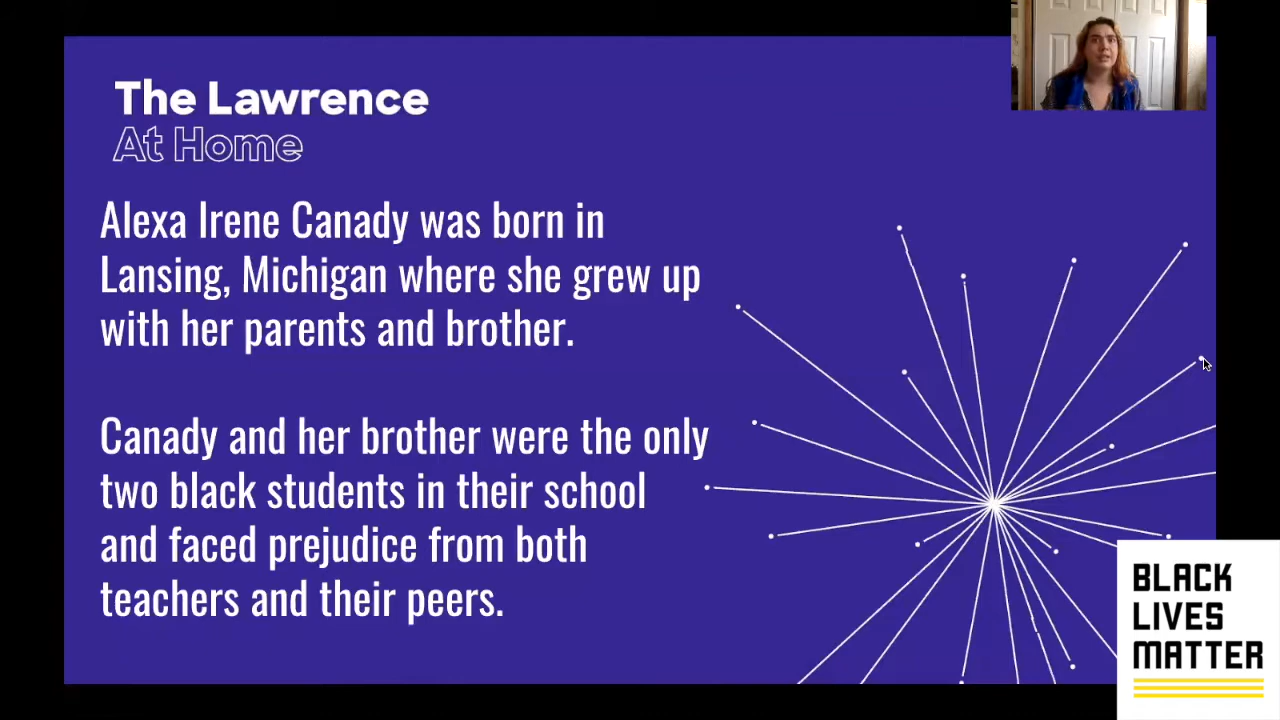 The Lawrence
At Home
Alexa Irene Canady was born in
Lansing, Michigan where she grew up
with her parents and brother.
Canady and her brother were the only
two black students in their school
and faced prejudice from both
teachers and their peers.
BLACK
LIVES
MATTER